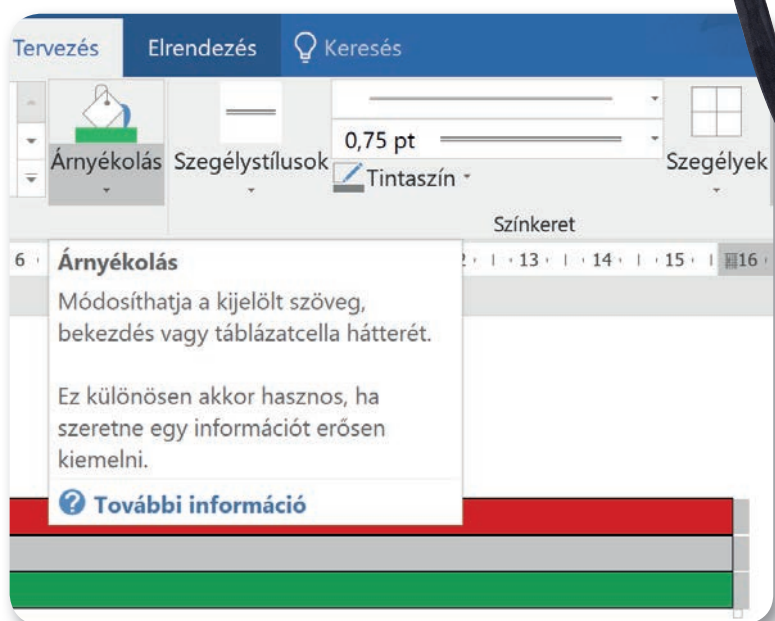 Tervezés Elrendezés Keresés
0,75 pt
Árnyékolás Szegélystílusok Tintaszín Szegélyek
Színkeret
6 13 14 15 16
Árnyékolás
Módosíthatja a kijelölt szöveg,
bekezdés vagy táblázatcella hátterét.
Ez különösen akkor hasznos, ha
szeretne egy információt erősen
kiemelni.
További információ